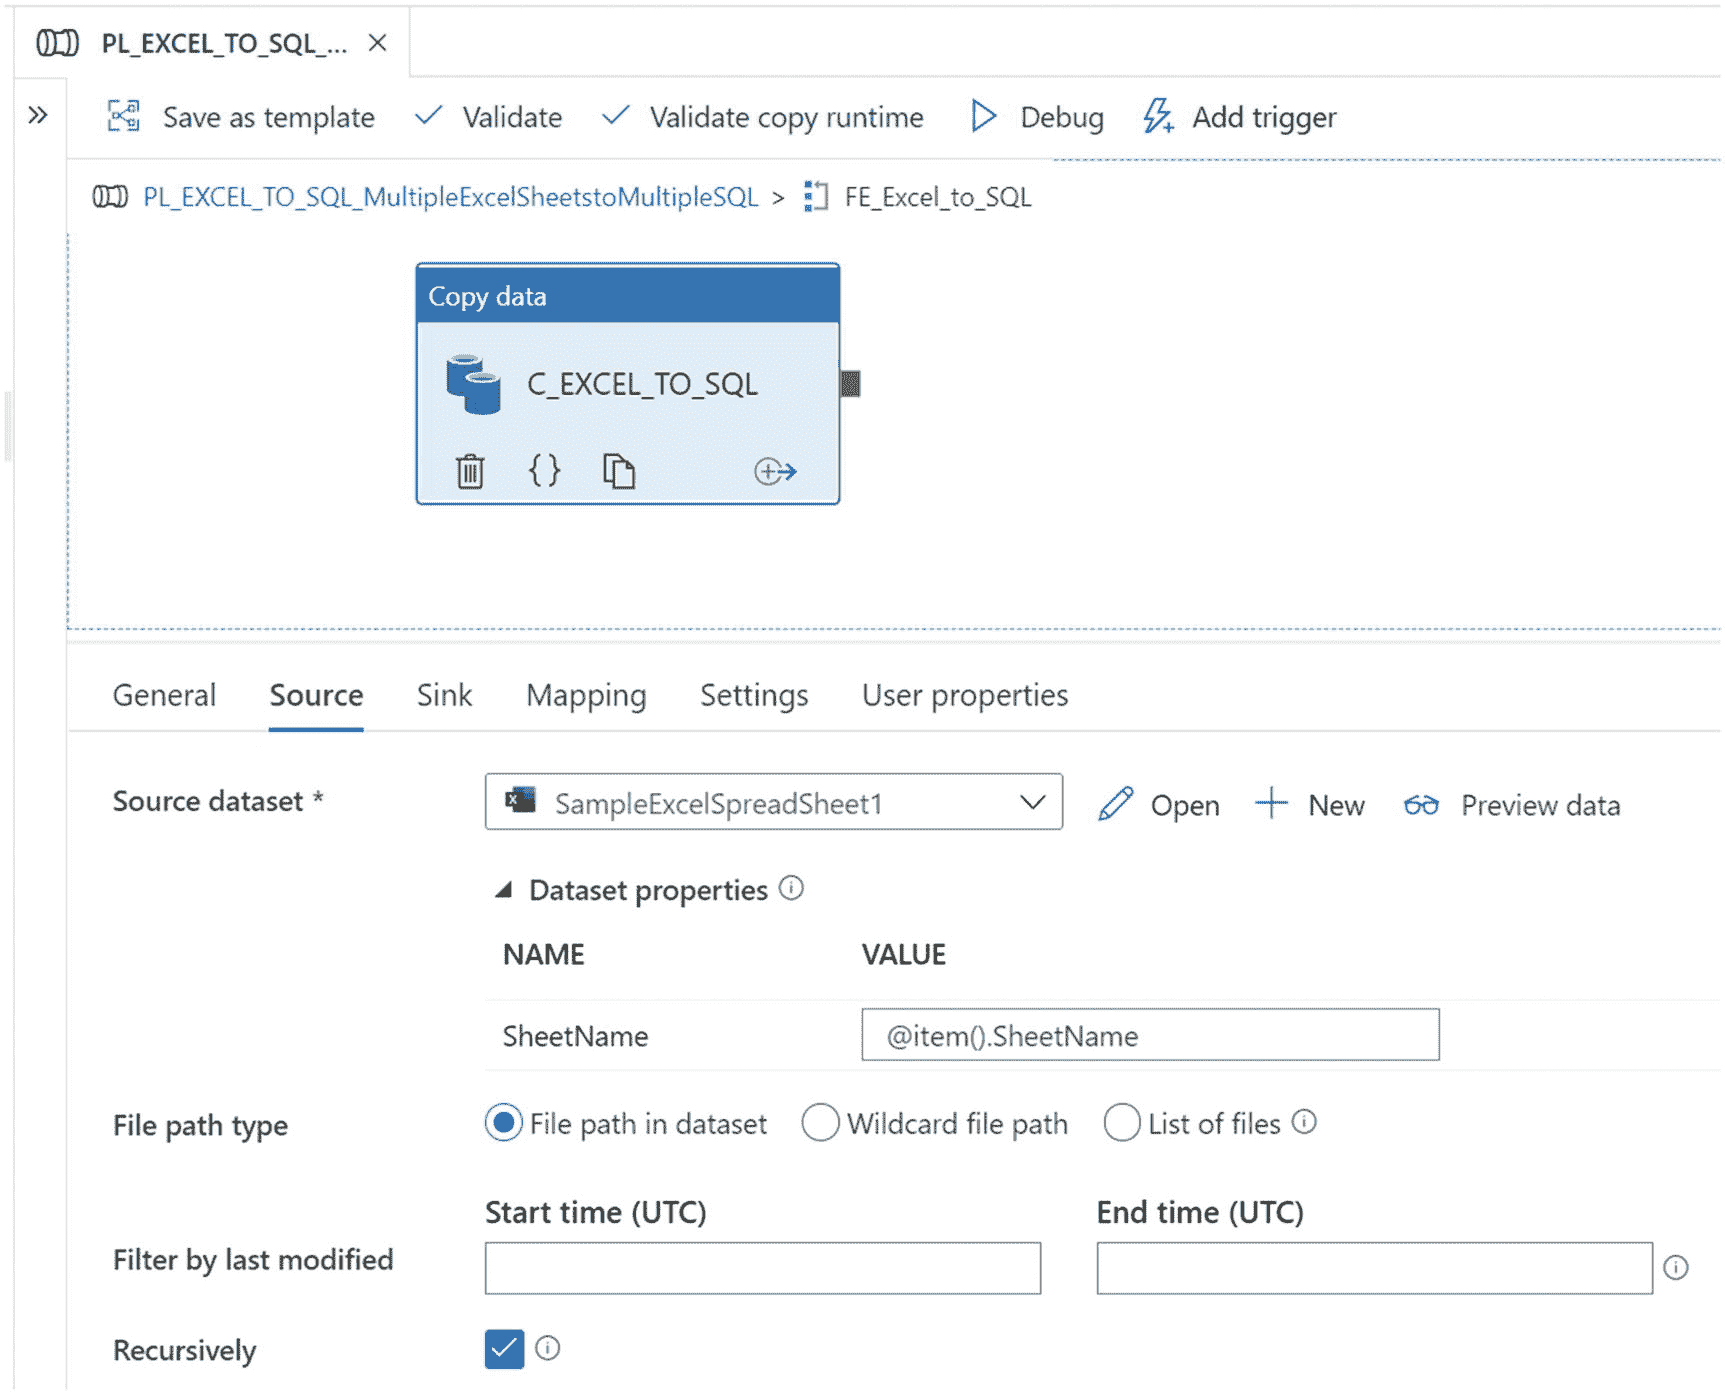 PL_EXCEL_TO_SQL_...
Save as template Validate Validate copy runtime Debug Add trigger
PL_EXCEL_TO_SQL_MultipleExcelSheetstoMultipleSQL > FE_Excel_to_SQL
Copy data
C_EXCEL_TO_SQL
General Source Sink Mapping Settings User properties
Source dataset * SampleExcelSpreadSheet1 Open New Preview data
Dataset properties
NAME VALUE
SheetName @item().SheetName
File path type File path in dataset Wildcard file path List of files
Start time (UTC) End time (UTC)
Filter by last modified
Recursively